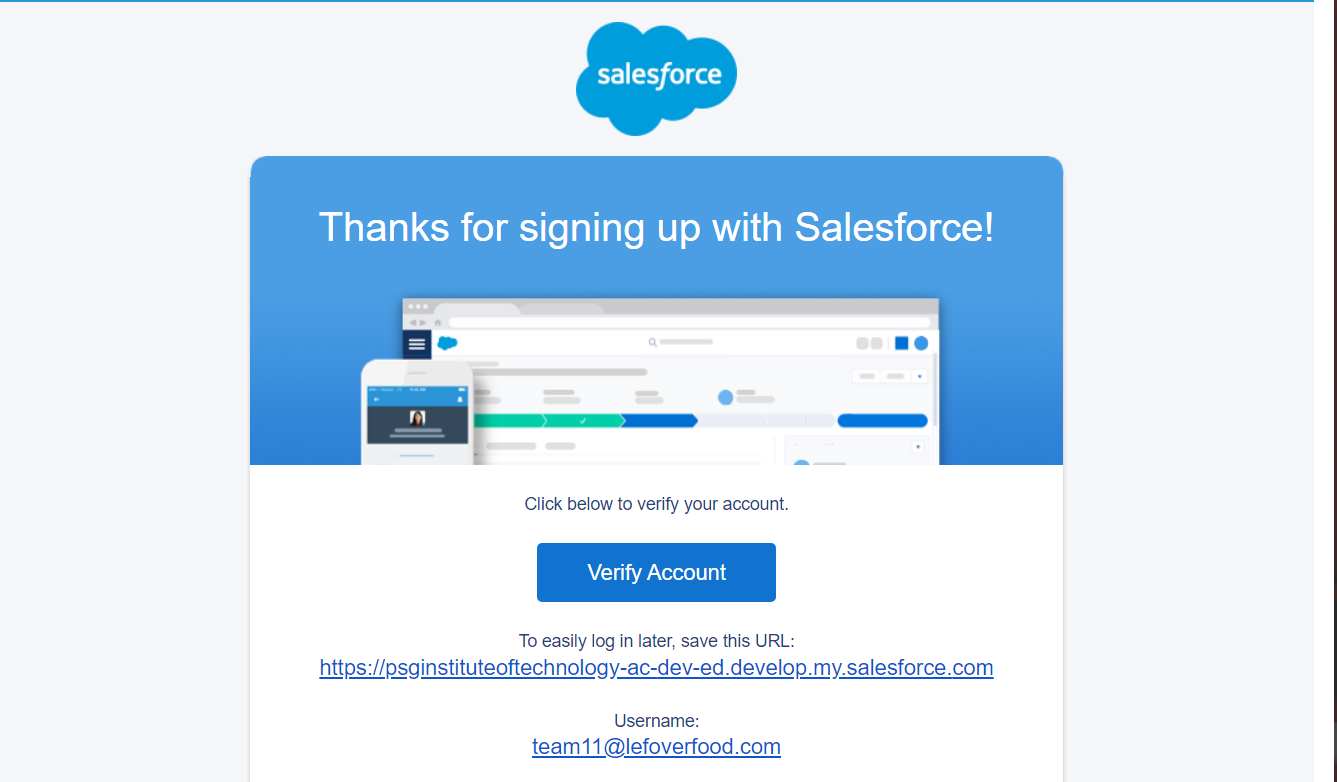 salesforce
Thanks for signing up with Salesforce!
Click below to verify your account.
Verify Account
To easily log in later, save this URL:
https://psginstituteoftechnology-ac-dev-ed.develop.my.salesforce.com
Username:
team11@lefoverfood.com